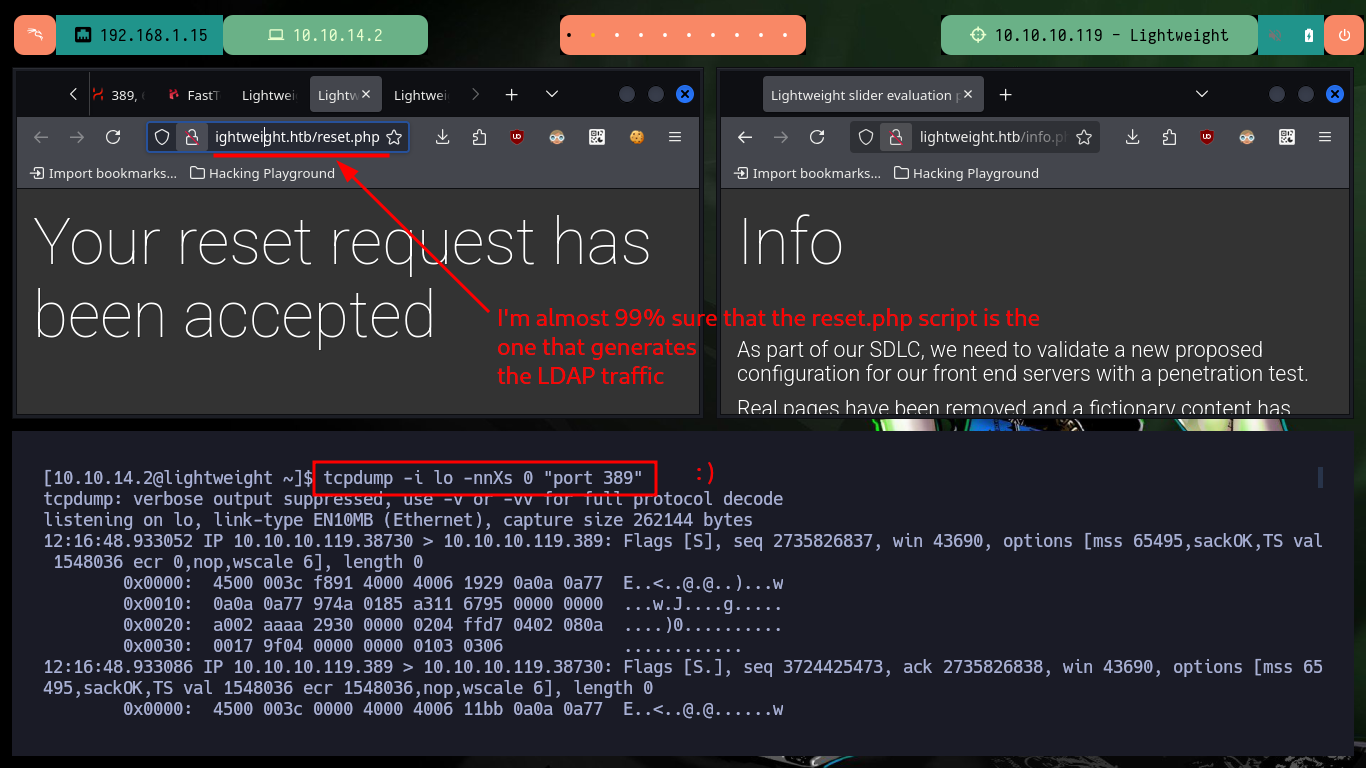 192.168.1.15
10.10.14.2
10.10.10.119 - Lightweight
389,
FastT
Lightwei
Lightw
Lightwei
ightweight.htb/reset.php
Import bookmarks...
Hacking Playground
Your reset request has
been accepted
Lightweight slider evaluation p
lightweight.htb/info.ph
Import bookmarks...
Hacking Playground
Info
As part of our SDLC, we need to validate a new proposed
configuration for our front end servers with a penetration test.
Real pages have been removed and a fictionary content has
I'm almost 99% sure that the reset.php script is the
one that generates
the LDAP traffic
[10.10.14.2@lightweight ~]$ tcpdump -i lo -nnXs 0 "port 389"
:)
tcpdump: verbose output suppressed, use -v or -vv for full protocol decode
listening on lo, link-type EN10MB (Ethernet), capture size 262144 bytes
12:16:48.933052 IP 10.10.10.119.38730 > 10.10.10.119.389: Flags [S], seq 2735826837, win 43690, options [mss 65495,sackOK,TS val
1548036 ecr 0,nop,wscale 6], length 0
0x0000:  4500 003c f891 4000 4006 1929 0a0a 0a77  E..<..@.@..)...w
0x0010:  0a0a 0a77 974a 0185 a311 6795 0000 0000  ...w.J....g.....
0x0020:  a002 aaaa 2930 0000 0204 ffd7 0402 080a  ....)0..........
0x0030:  0017 9f04 0000 0000 0103 0306            ............
12:16:48.933086 IP 10.10.10.119.389 > 10.10.10.119.38730: Flags [S.], seq 3724425473, ack 2735826838, win 43690, options [mss 65
495,sackOK,TS val 1548036 ecr 1548036,nop,wscale 6], length 0
0x0000:  4500 003c 0000 4000 4006 11bb 0a0a 0a77  E..<..@.@......w